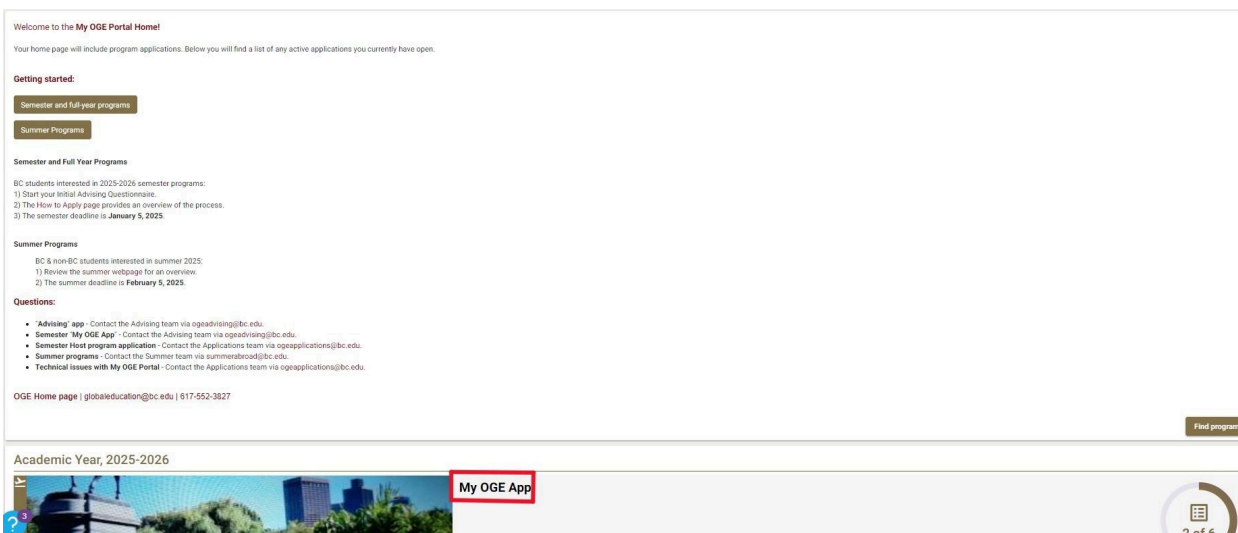 Welcome to the My OGE Portal Home!
Your home page will include program applications. Below you will find a list of any active applications you currently have open.
Getting started:
Semester and full-year programs
Summer Programs
Semester and Full Year Programs
BC students interested in 2025-2026 semester programs:
1) Start your Initial Advising Questionnaire.
2) The How to Apply page provides an overview of the process.
3) The semester deadline is January 5, 2025.
Summer Programs
BC & non-BC students interested in summer 2025:
1) Review the summer webpage for an overview.
2) The summer deadline is February 5, 2025.
Questions:
• "Advising" app - Contact the Advising team via ogeadvising@bc.edu.
• Semester "My OGE App" - Contact the Advising team via ogeadvising@bc.edu.
• Semester Host program application - Contact the Applications team via ogeapplications@bc.edu.
• Summer programs - Contact the Summer team via summerabroad@bc.edu.
• Technical issues with My OGE Portal - Contact the Applications team via ogeapplications@bc.edu.
OGE Home page | globaleducation@bc.edu | 617-552-3827
Find program
Academic Year, 2025-2026
My OGE App
? 3
2 of 6